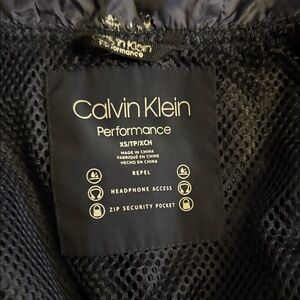 Calvin Klein
Performance
Calvin Klein
Performance
XS/TP/XCH
MADE IN CHINA
FABRIQUÉ EN CHINE
HECHO EN CHINA
REPEL
HEADPHONE ACCESS
ZIP SECURITY POCKET